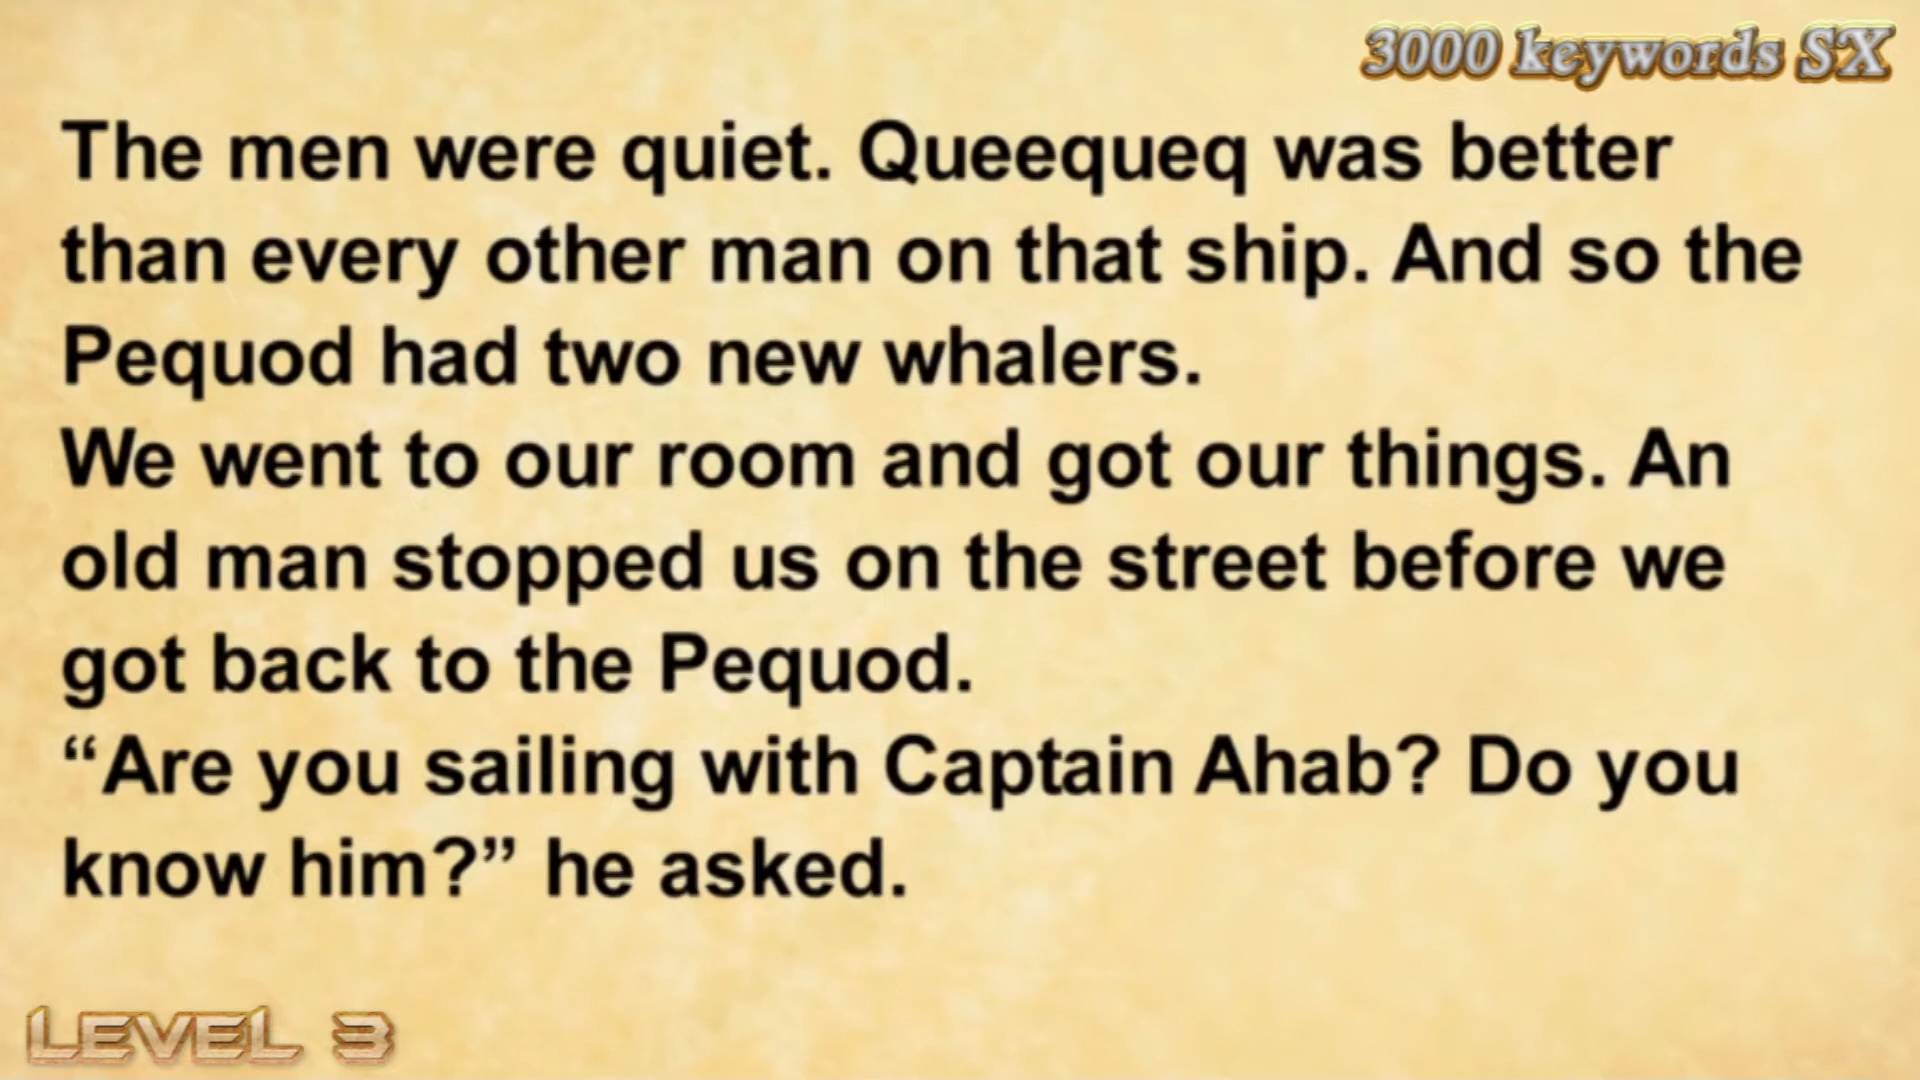 3000 keywords SX
The men were quiet. Queequeq was better
than every other man on that ship. And so the
Pequod had two new whalers.
We went to our room and got our things. An
old man stopped us on the street before we
got back to the Pequod.
“Are you sailing with Captain Ahab? Do you
know him?” he asked.
LEVEL 3